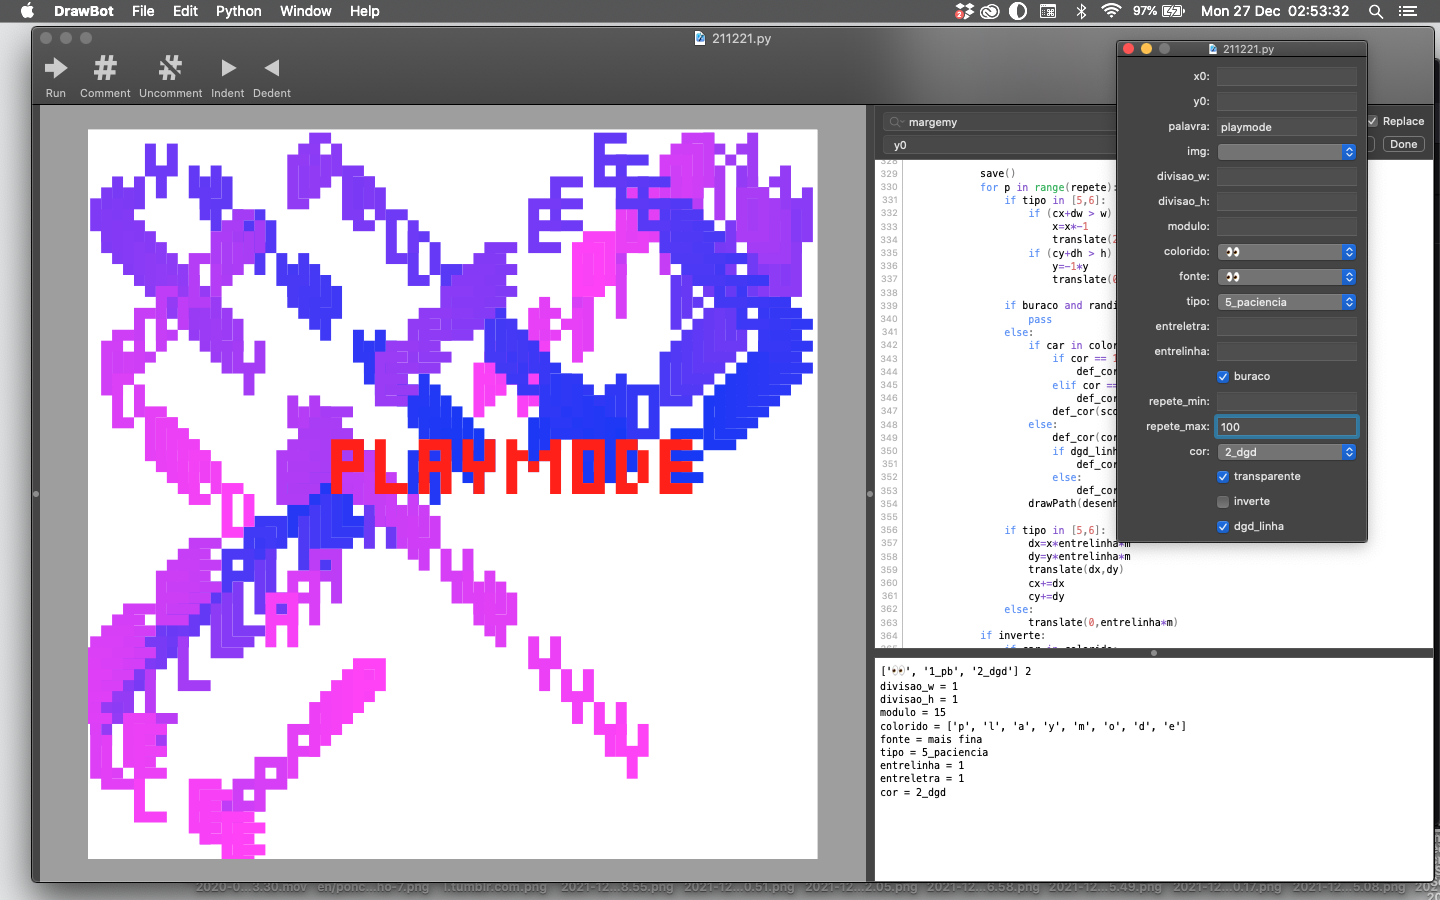 DrawBot File Edit Python Window Help
97% Mon 27 Dec 02:53:32
211221.py
Run Comment Uncomment Indent Dedent
PLAYMODE
margemy
y0
Replace
Done
329 save()
330 for p in range(repete):
331 if tipo in [5,6]:
332 if (cx+dw > w)
333 x=x*-1
334 translate(2
335 if (cy+dh > h)
336 y=-1*y
337 translate(0
338
339 if buraco and randi
340 pass
341 else:
342 if car in color
343 if cor == 1
344 def_cor
345 elif cor ==
346 def_cor
347 def_cor(sco
348 else:
349 def_cor(cor
350 if dgd_linh
351 def_cor
352 else:
353 def_cor
354 drawPath(desenh
355
356 if tipo in [5,6]:
357 dx=x*entrelinha*m
358 dy=y*entrelinha*m
359 translate(dx,dy)
360 cx+=dx
361 cy+=dy
362 else:
363 translate(0,entrelinha*m)
364 if inverte:
211221.py
x0:
y0:
palavra: playmode
img:
divisao_w:
divisao_h:
modulo:
colorido: 👀
fonte: 👀
tipo: 5_paciencia
entreletra:
entrelinha:
buraco
repete_min:
repete_max: 100
cor: 2_dgd
transparente
inverte
dgd_linha
['👀', '1_pb', '2_dgd'] 2
divisao_w = 1
divisao_h = 1
modulo = 15
colorido = ['p', 'l', 'a', 'y', 'm', 'o', 'd', 'e']
fonte = mais fina
tipo = 5_paciencia
entrelinha = 1
entreletra = 1
cor = 2_dgd
2020-0...3.30.mov en/ponc...ho-7.png l.tumblr.com.png 2021-12...8.55.png 2021-12...0.51.png 2021-12...2.05.png 2021-12...6.58.png 2021-12...5.49.png 2021-12...0.17.png 2021-12...5.08.png